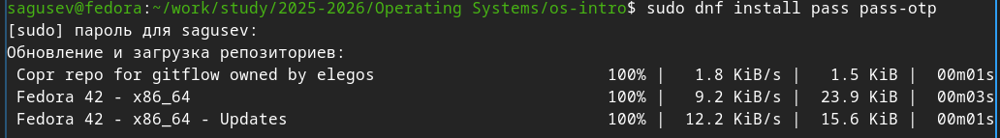 sagusev@fedora:~/work/study/2025-2026/Operating Systems/os-intro$ sudo dnf install pass pass-otp
[sudo] пароль для sagusev:
Обновление и загрузка репозиториев:
 Copr repo for gitflow owned by elegos 100% | 1.8 KiB/s | 1.5 KiB | 00m01s
 Fedora 42 - x86_64 100% | 9.2 KiB/s | 23.9 KiB | 00m03s
 Fedora 42 - x86_64 - Updates 100% | 12.2 KiB/s | 15.6 KiB | 00m01s